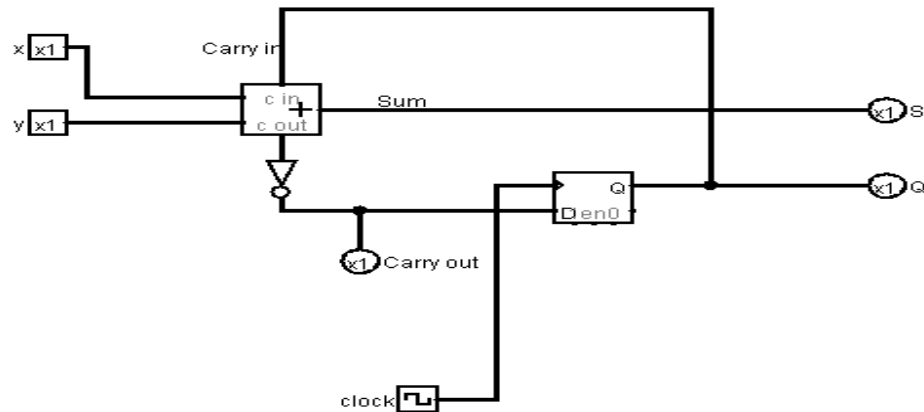 x x1
Carry in
c in
Sum
x1 S
y x1
c out
x1 Q
Q
D en0
x1 Carry out
clock